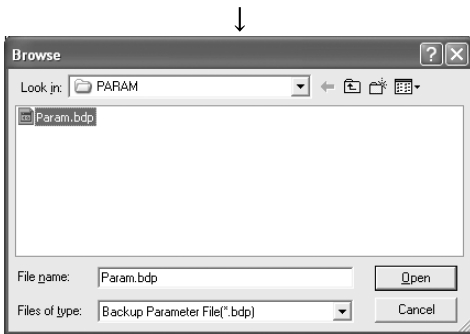 ↓
Browse
Look in: PARAM
Param.bdp
File name: Param.bdp Open
Files of type: Backup Parameter File(*.bdp) Cancel